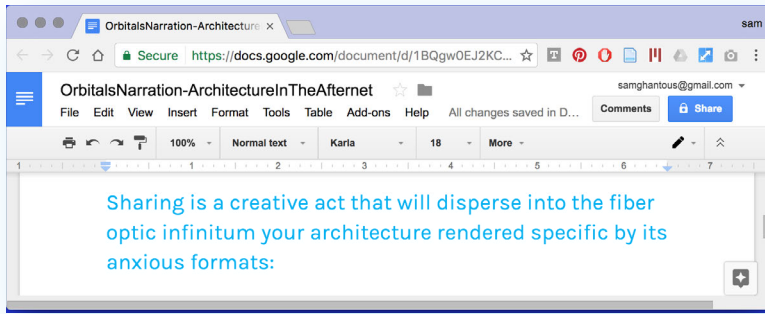 OrbitalsNarration-Architecture ×
sam
Secure https://docs.google.com/document/d/1BQgw0EJ2KC...
OrbitalsNarration-ArchitectureInTheAfternet
samghantous@gmail.com
File Edit View Insert Format Tools Table Add-ons Help All changes saved in D...
Comments Share
100% Normal text Karla 18 More
1 1 2 3 4 5 6 7
Sharing is a creative act that will disperse into the fiber
optic infinitum your architecture rendered specific by its
anxious formats: